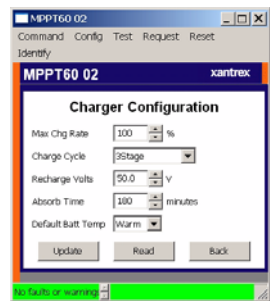 MPPT60 02
Command Config Test Request Reset
Identify
MPPT60 02 xantrex
Charger Configuration
Max Chg Rate 100 %
Charge Cycle 3Stage
Recharge Volts 50.0 V
Absorb Time 180 minutes
Default Batt Temp Warm
Update Read Back
No faults or warnings